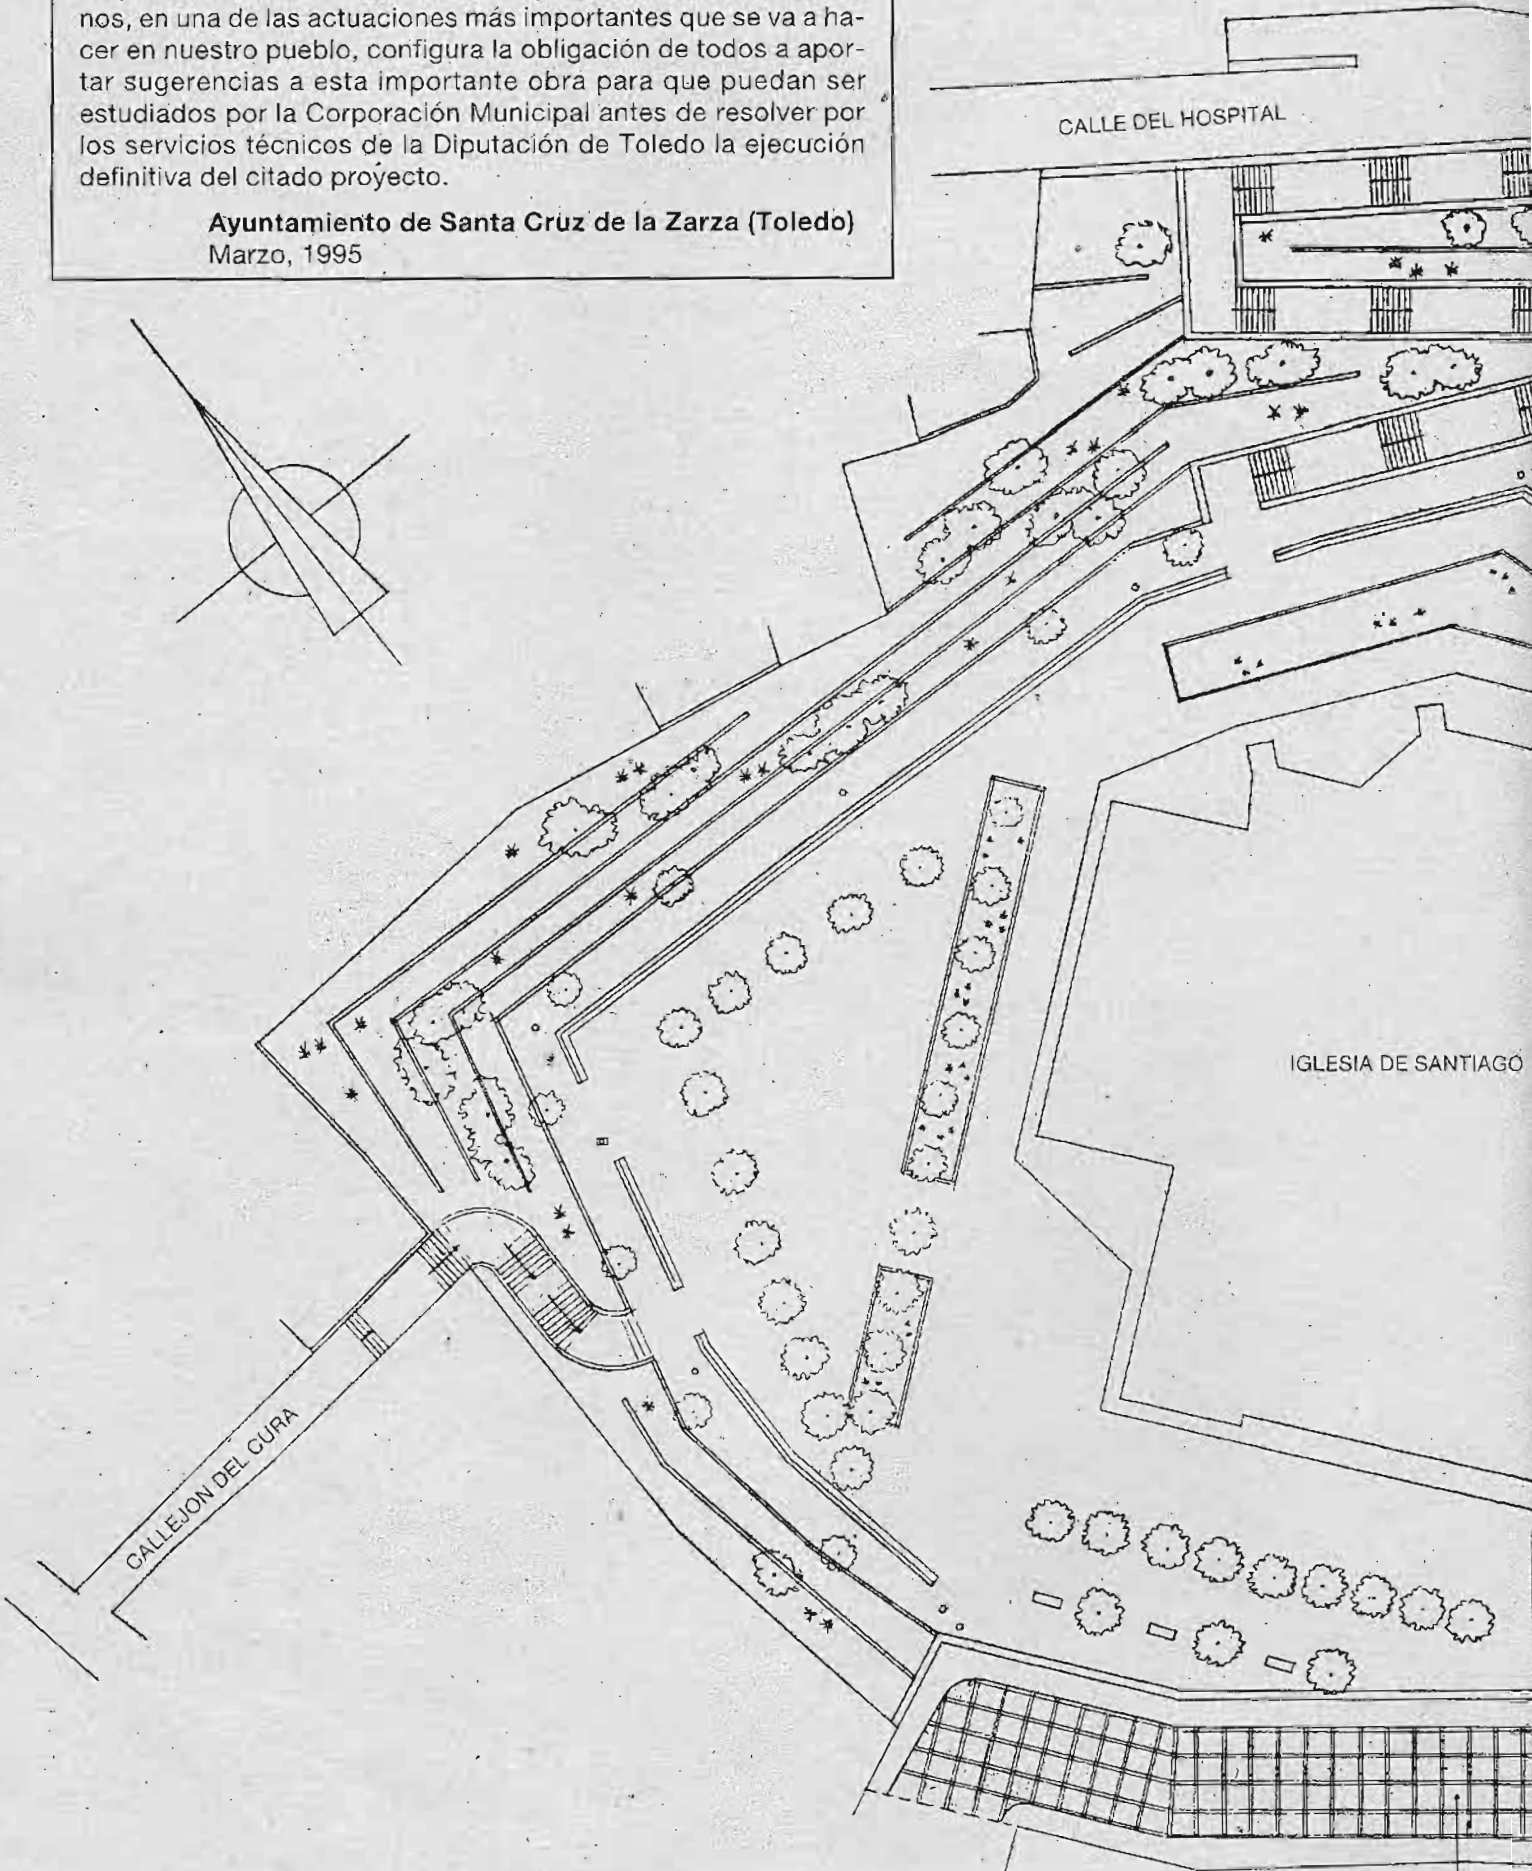 nos, en una de las actuaciones más importantes que se va a ha-
cer en nuestro pueblo, configura la obligación de todos a apor-
tar sugerencias a esta importante obra para que puedan ser
estudiados por la Corporación Municipal antes de resolver por
los servicios técnicos de la Diputación de Toledo la ejecución
definitiva del citado proyecto.
Ayuntamiento de Santa Cruz de la Zarza (Toledo)
Marzo, 1995
CALLE DEL HOSPITAL
IGLESIA DE SANTIAGO
CALLEJON DEL CURA